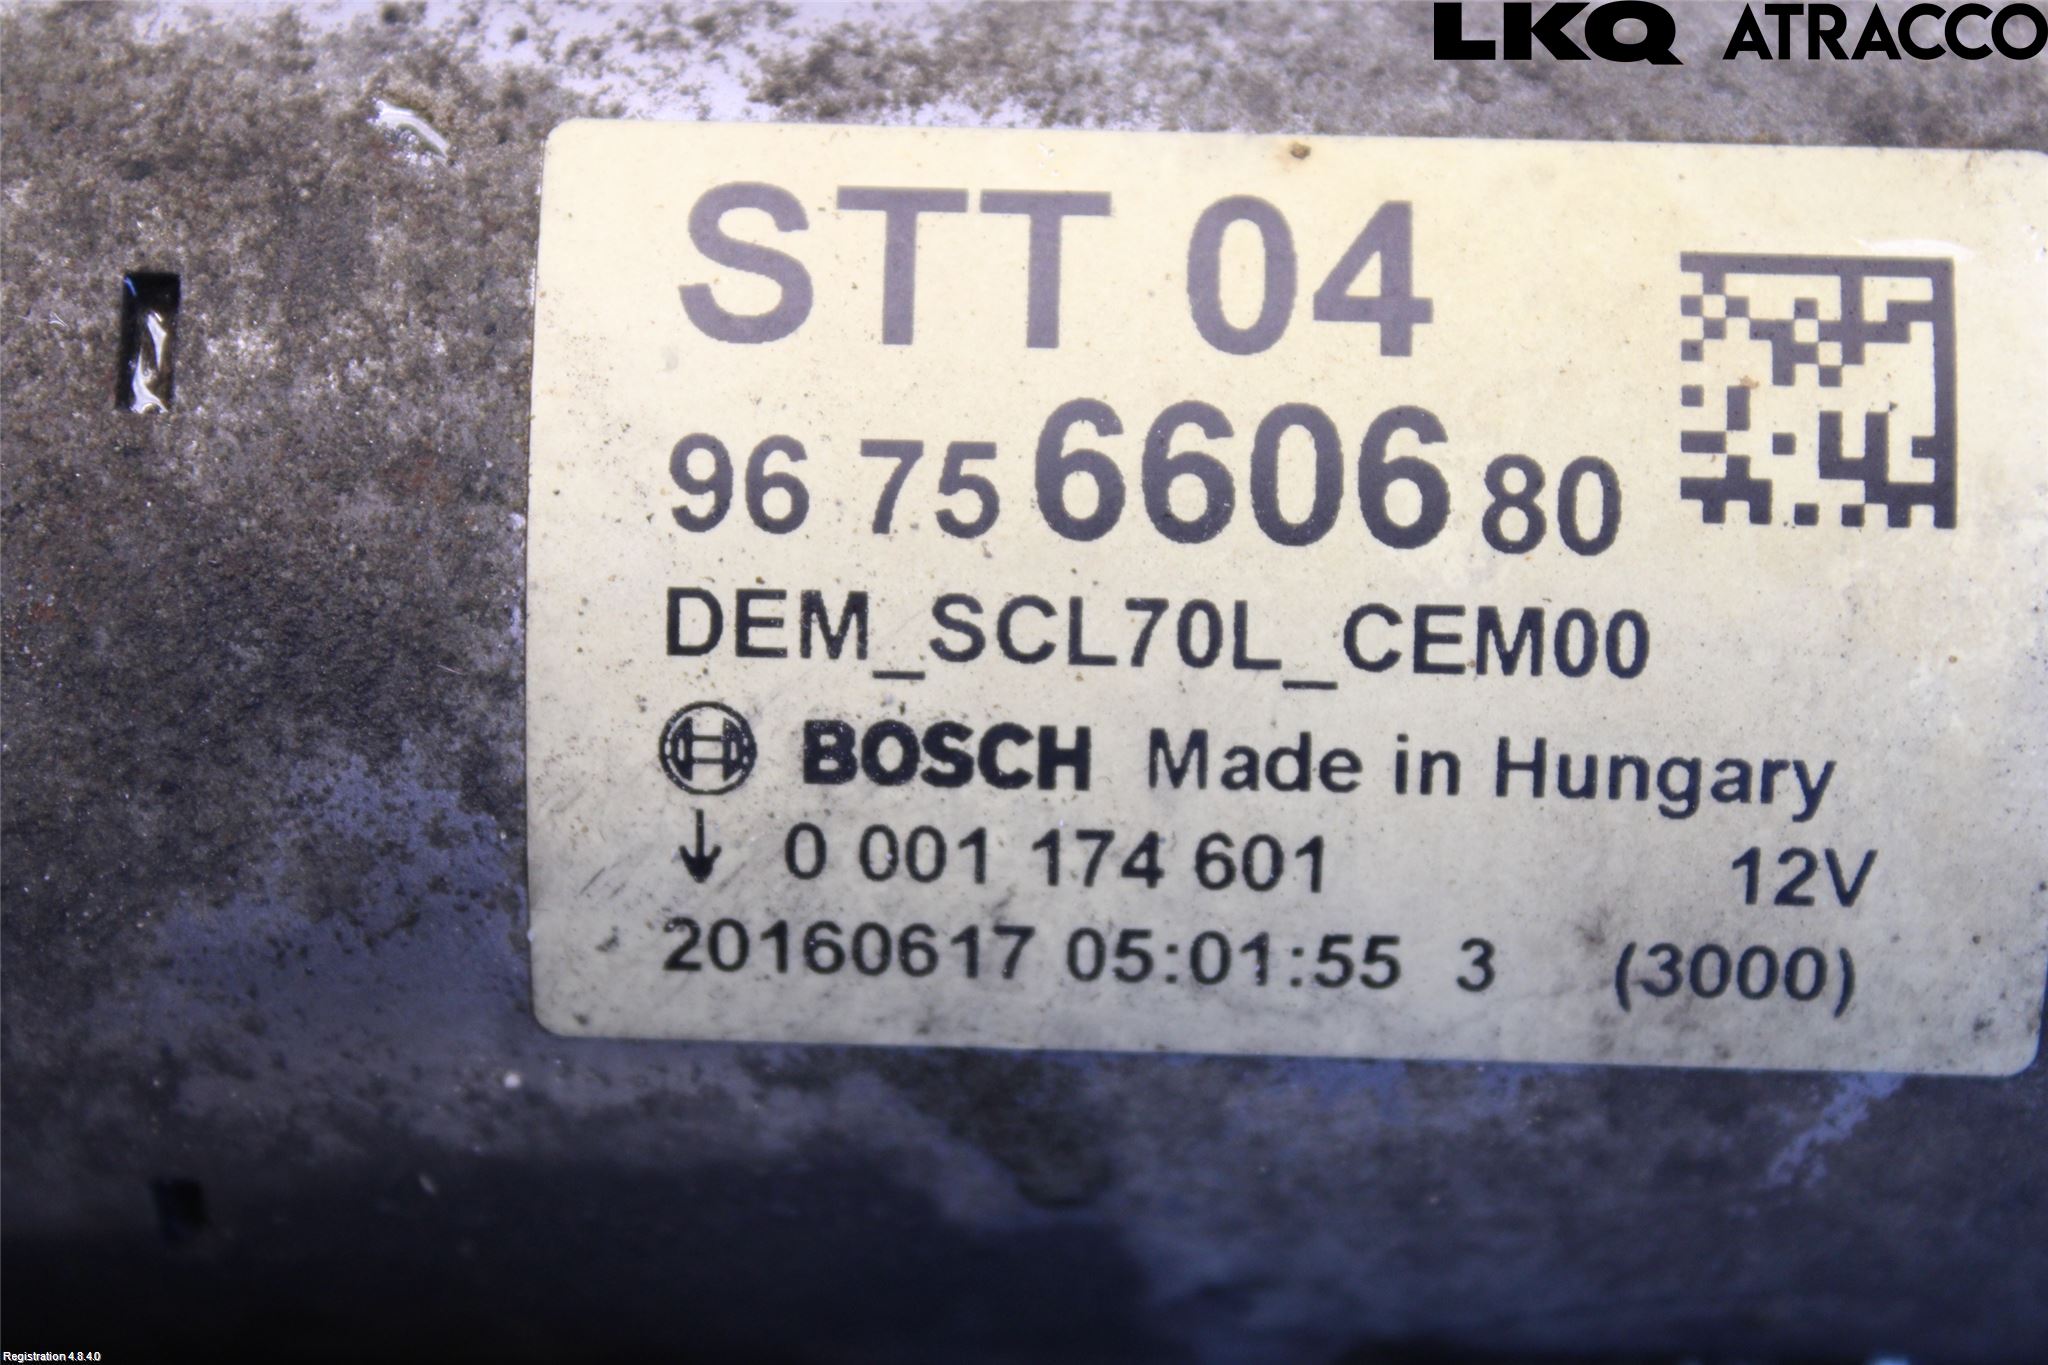 LKQ ATRACCO
STT 04
96 75 6606 80
DEM_SCL70L_CEM00
BOSCH Made in Hungary
↓ 0 001 174 601 12V
20160617 05:01:55 3 (3000)
Registration 4.8.4.0